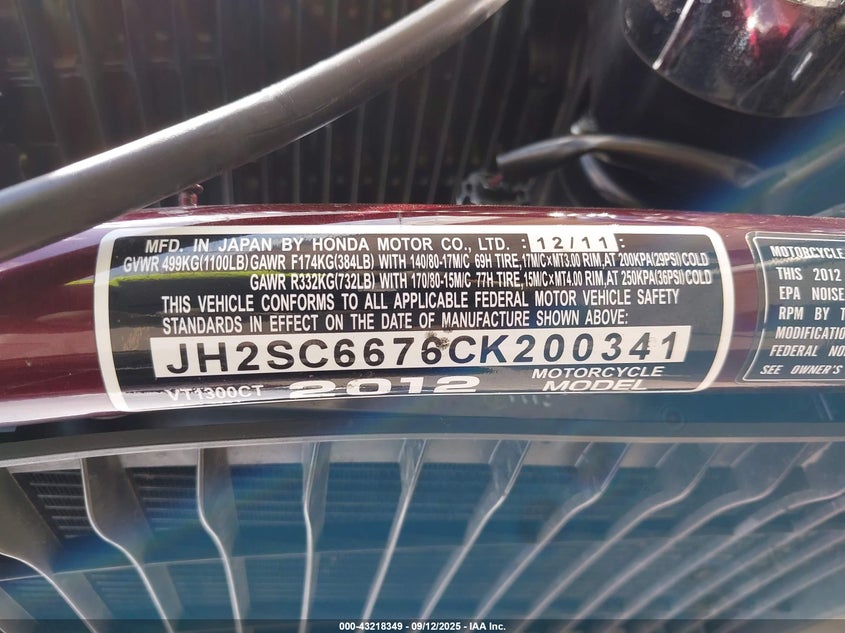 MFD. IN JAPAN BY HONDA MOTOR CO., LTD. : 12/11 :
GVWR 499KG(1100LB) GAWR F174KG(384LB) WITH 140/80-17M/C 69H TIRE,17M/C×MT3.00 RIM, AT 200KPA(29PSI)COLD
GAWR R332KG(732LB) WITH 170/80-15M/C 77H TIRE,15M/C×MT4.00 RIM, AT 250KPA(36PSI)COLD
THIS VEHICLE CONFORMS TO ALL APPLICABLE FEDERAL MOTOR VEHICLE SAFETY
STANDARDS IN EFFECT ON THE DATE OF MANUFACTURE SHOWN ABOVE:
JH2SC6676CK200341
VT1300CT 2012 MOTORCYCLE
MODEL
MOTORCYCLE
THIS 2012
EPA NOISE
RPM BY T
MODIFICATION
FEDERAL NO
SEE OWNER'S
000-43218349 - 09/12/2025 - IAA Inc.